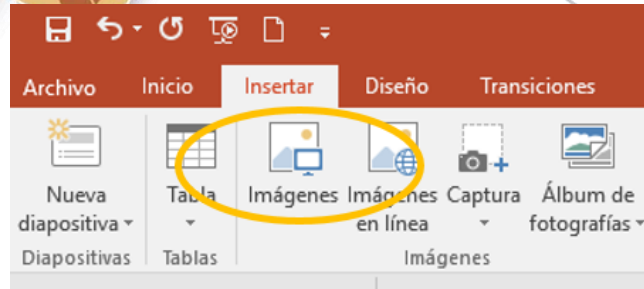 Archivo Inicio Insertar Diseño Transiciones
Nueva diapositiva
Tabla
Imágenes
Imágenes en línea
Captura
Álbum de fotografías
Diapositivas Tablas Imágenes